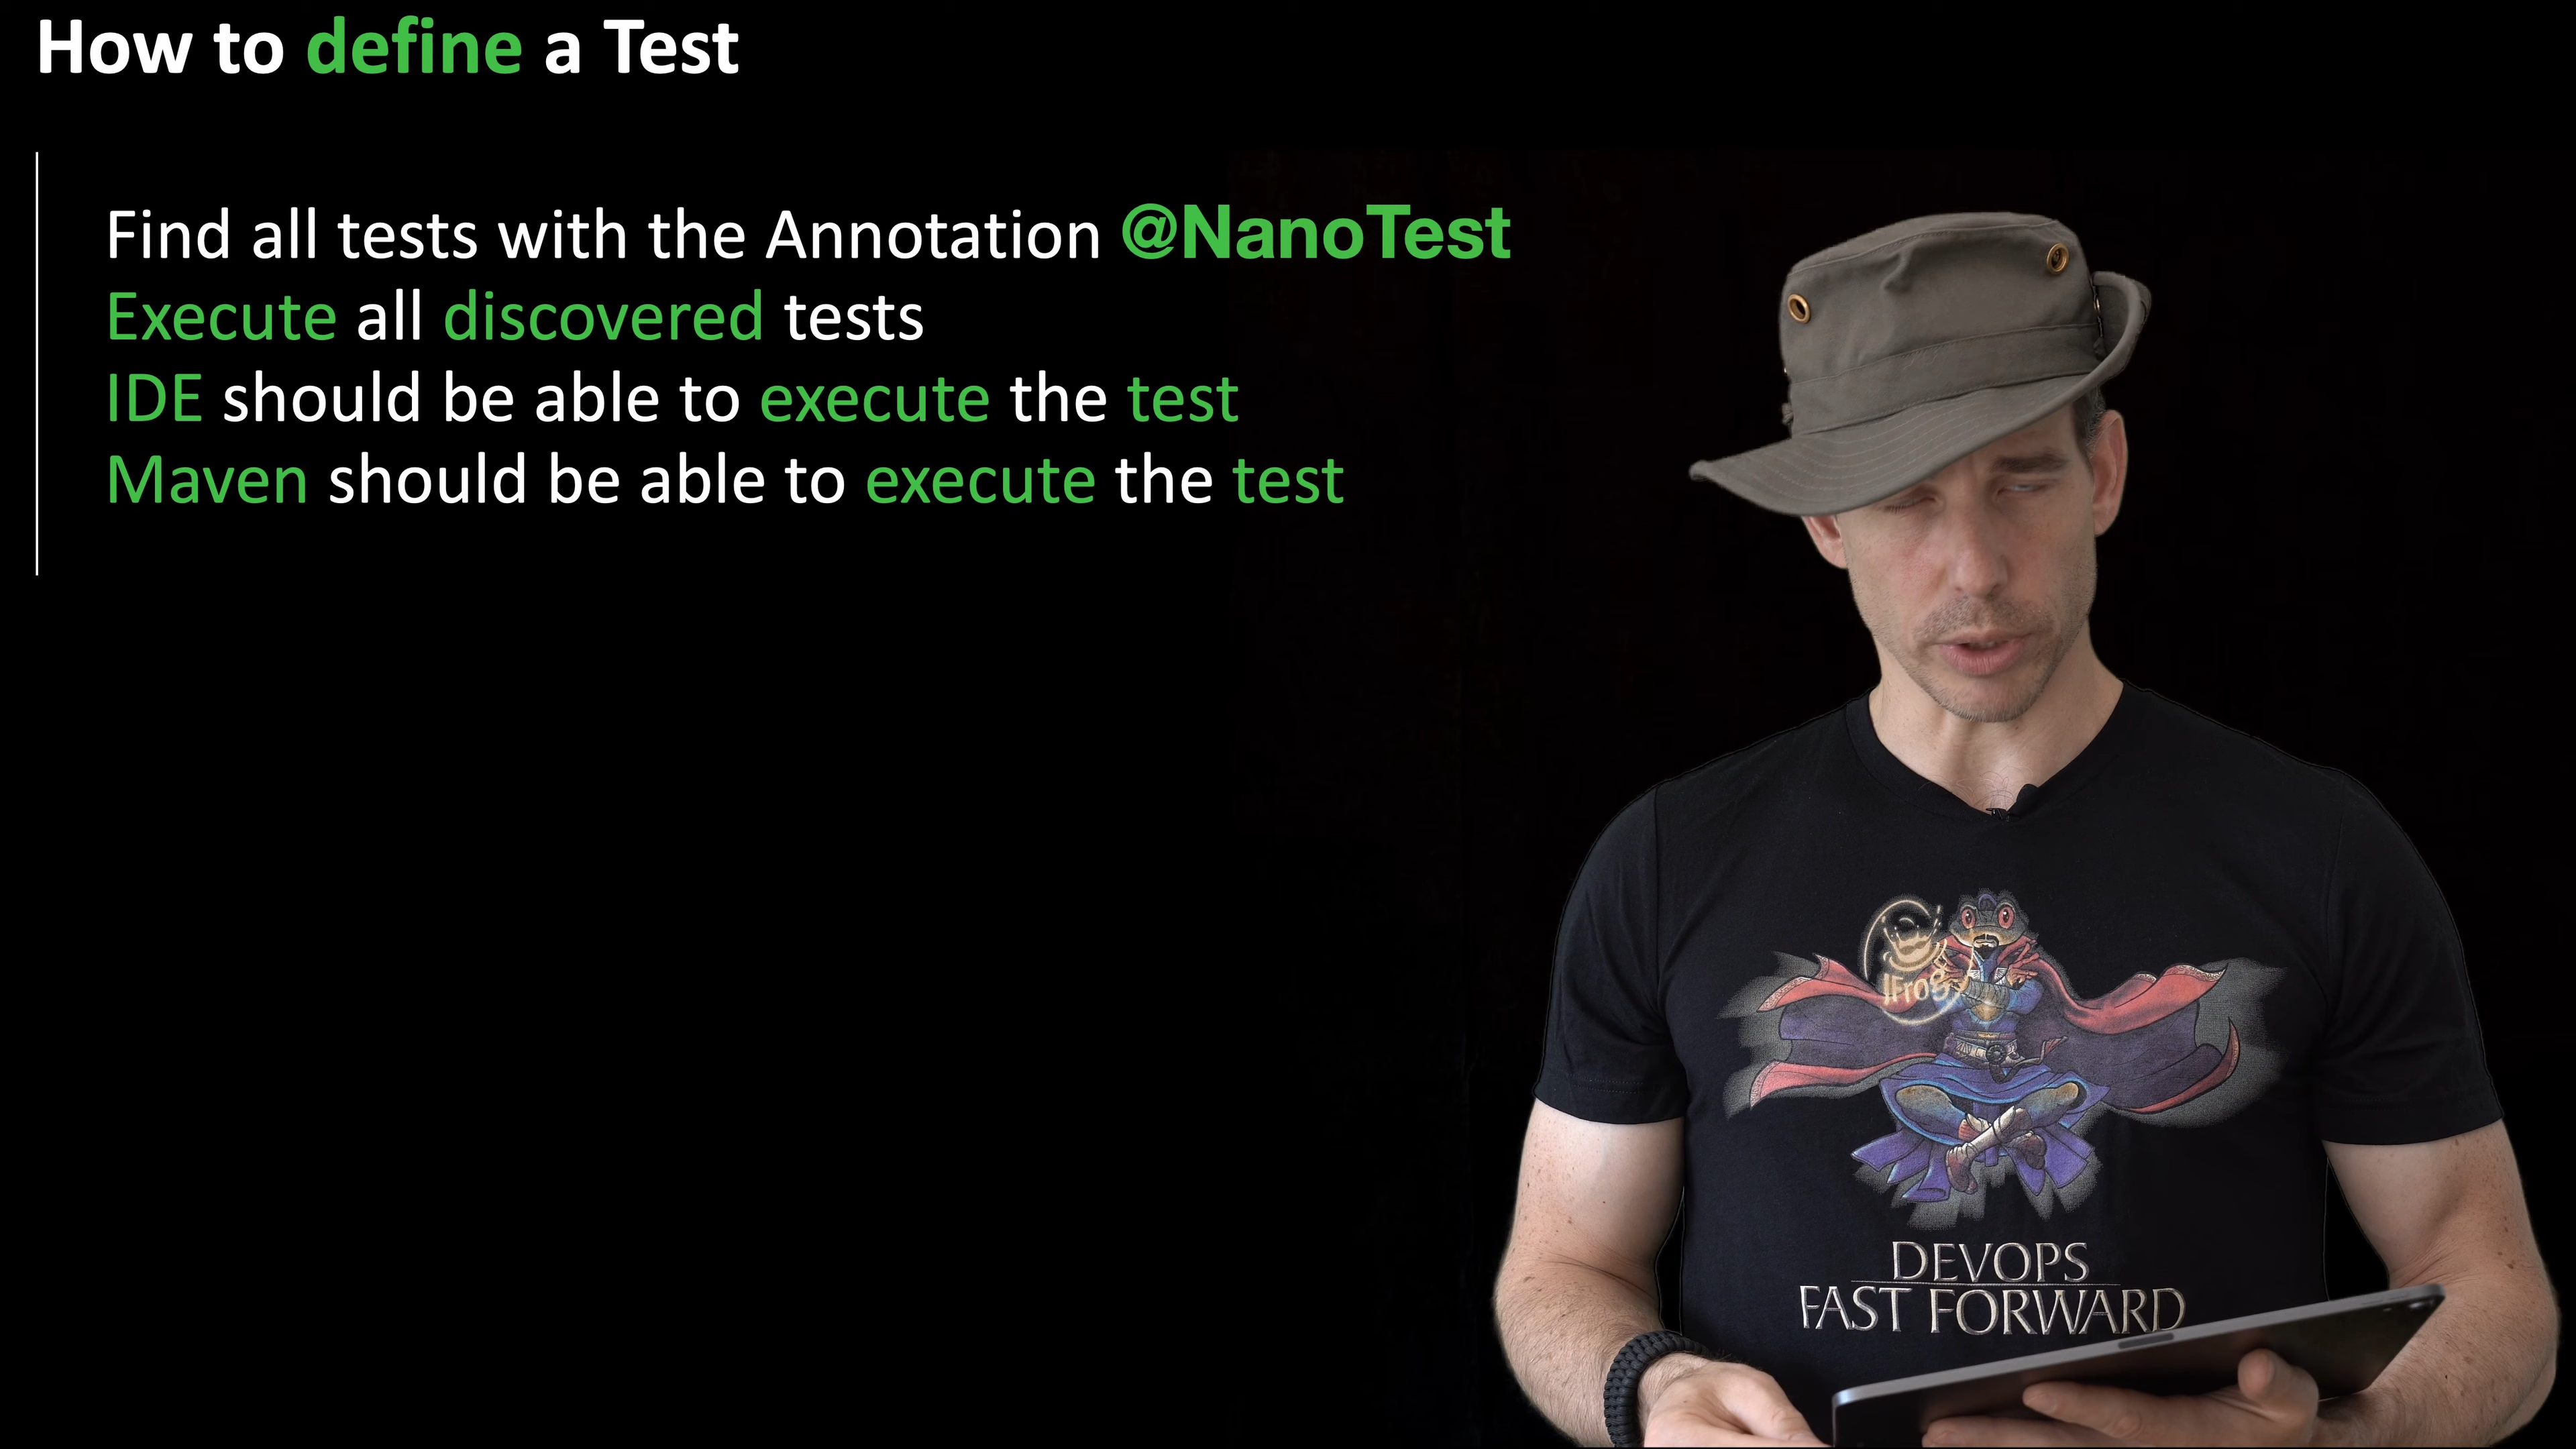 How to define a Test
Find all tests with the Annotation @NanoTest
Execute all discovered tests
IDE should be able to execute the test
Maven should be able to execute the test
JFrog
DEVOPS
FAST FORWARD